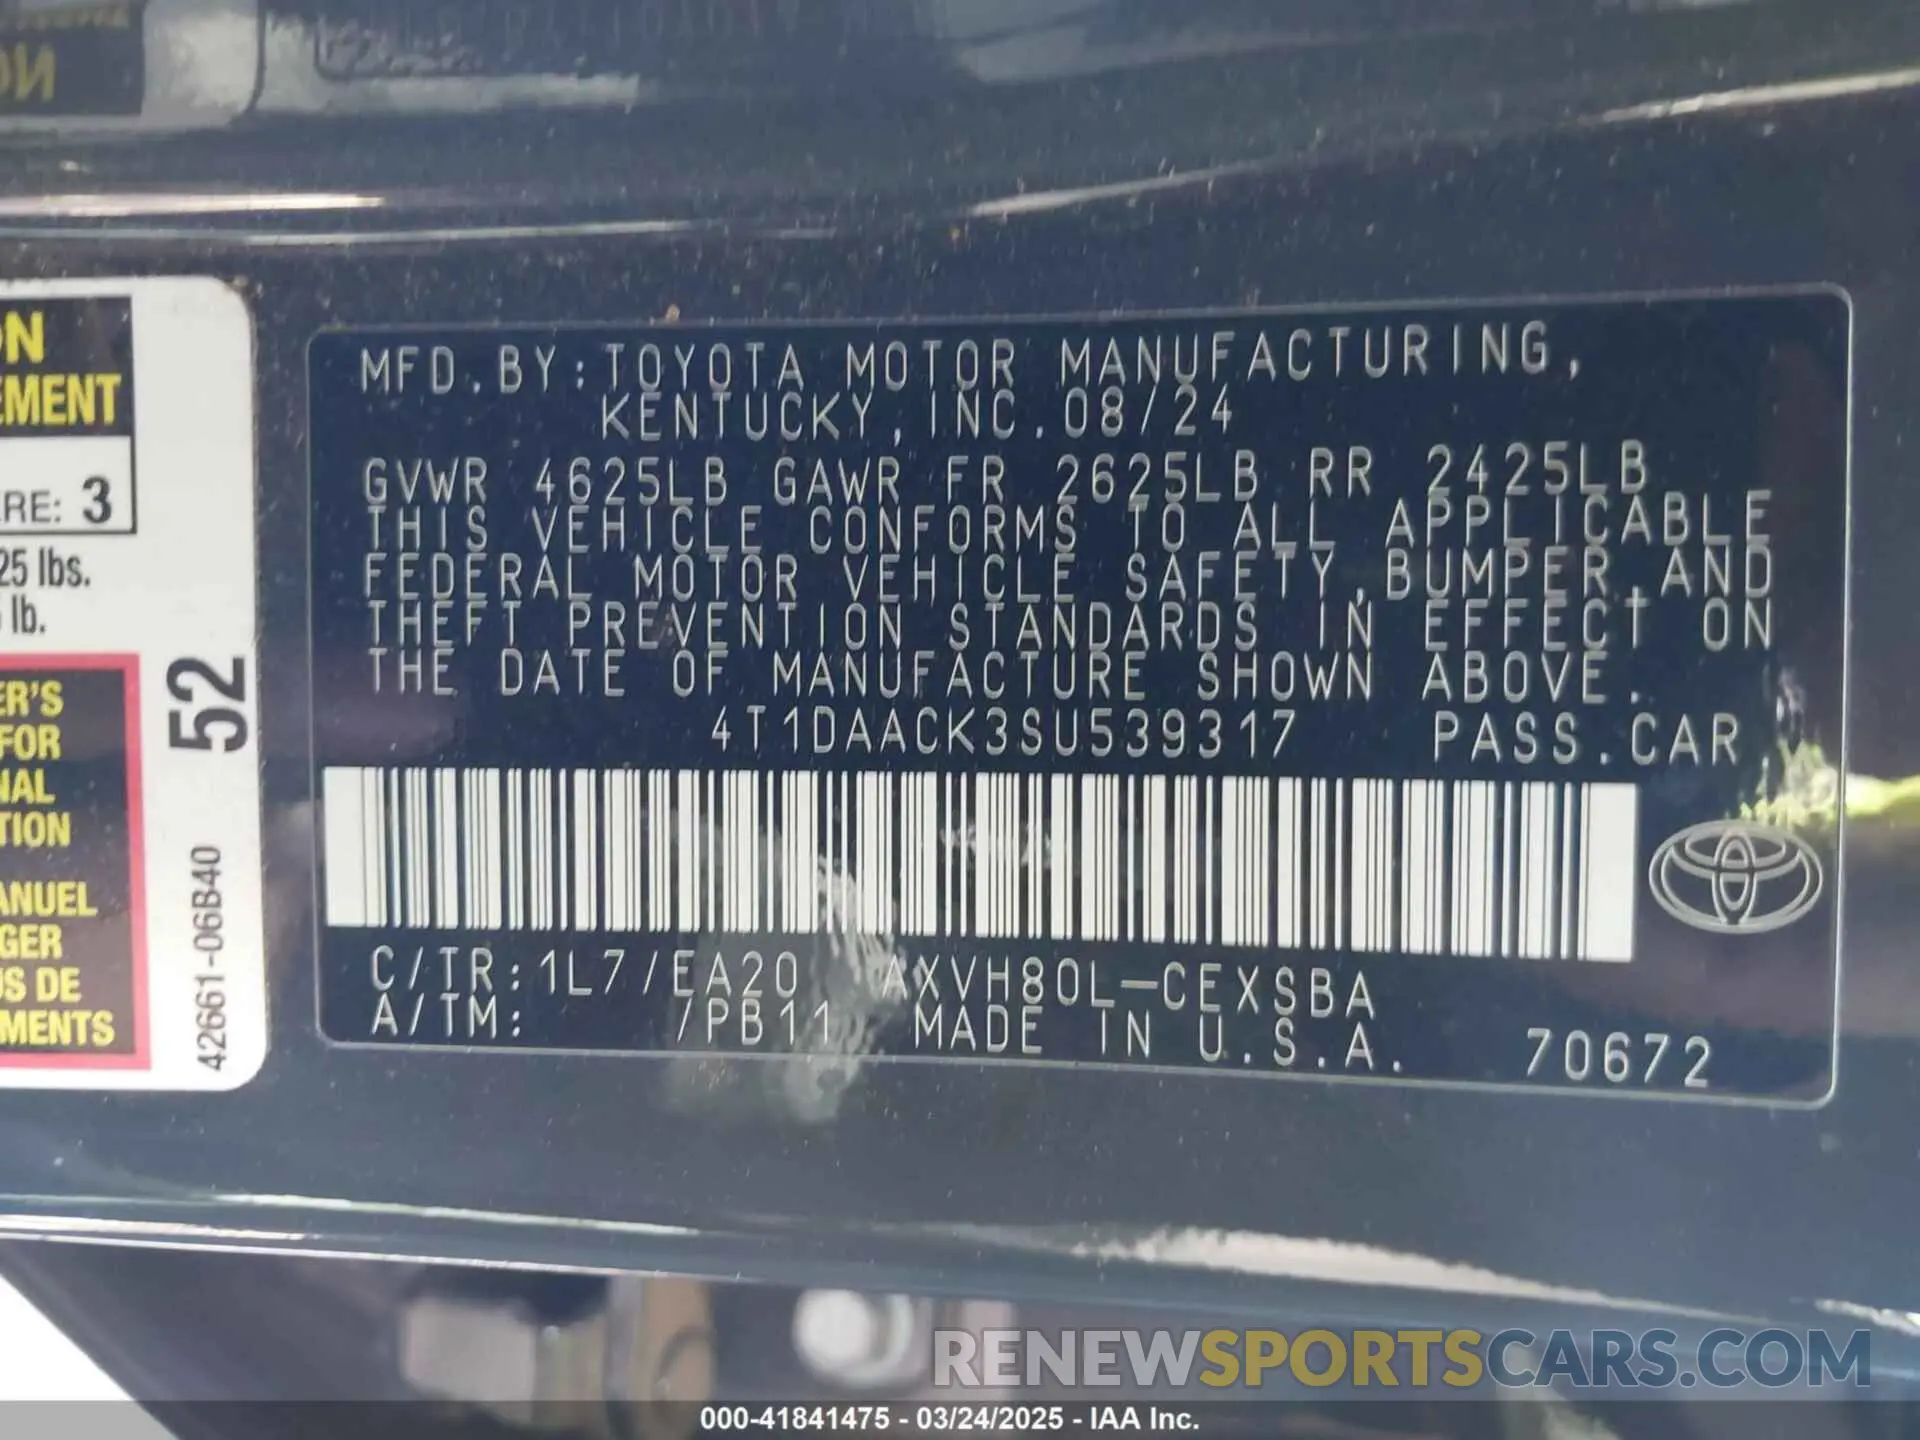 ON
EMENT
RE: 3
25 lbs.
lb.
52
ER'S
FOR
NAL
TION
ANUEL
GER
US DE
MENTS
42661-06B40
MFD.BY:TOYOTA MOTOR MANUFACTURING,
KENTUCKY,INC.08/24
GVWR 4625LB GAWR FR 2625LB RR 2425LB
THIS VEHICLE CONFORMS TO ALL APPLICABLE
FEDERAL MOTOR VEHICLE SAFETY,BUMPER,AND
THEFT PREVENTION STANDARDS IN EFFECT ON
THE DATE OF MANUFACTURE SHOWN ABOVE.
4T1DAACK3SU539317 PASS.CAR
C/TR:1L7/EA20 AXVH80L-CEXSBA
A/TM: /PB11 MADE IN U.S.A. 70672
RENEWSPORTSCARS.COM
000-41841475 - 03/24/2025 - IAA Inc.